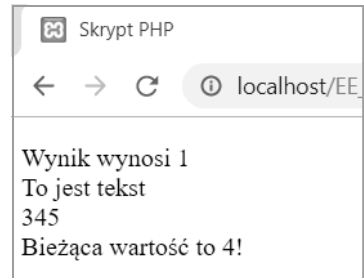 Skrypt PHP
localhost/EE_
Wynik wynosi 1
To jest tekst
345
Bieżąca wartość to 4!